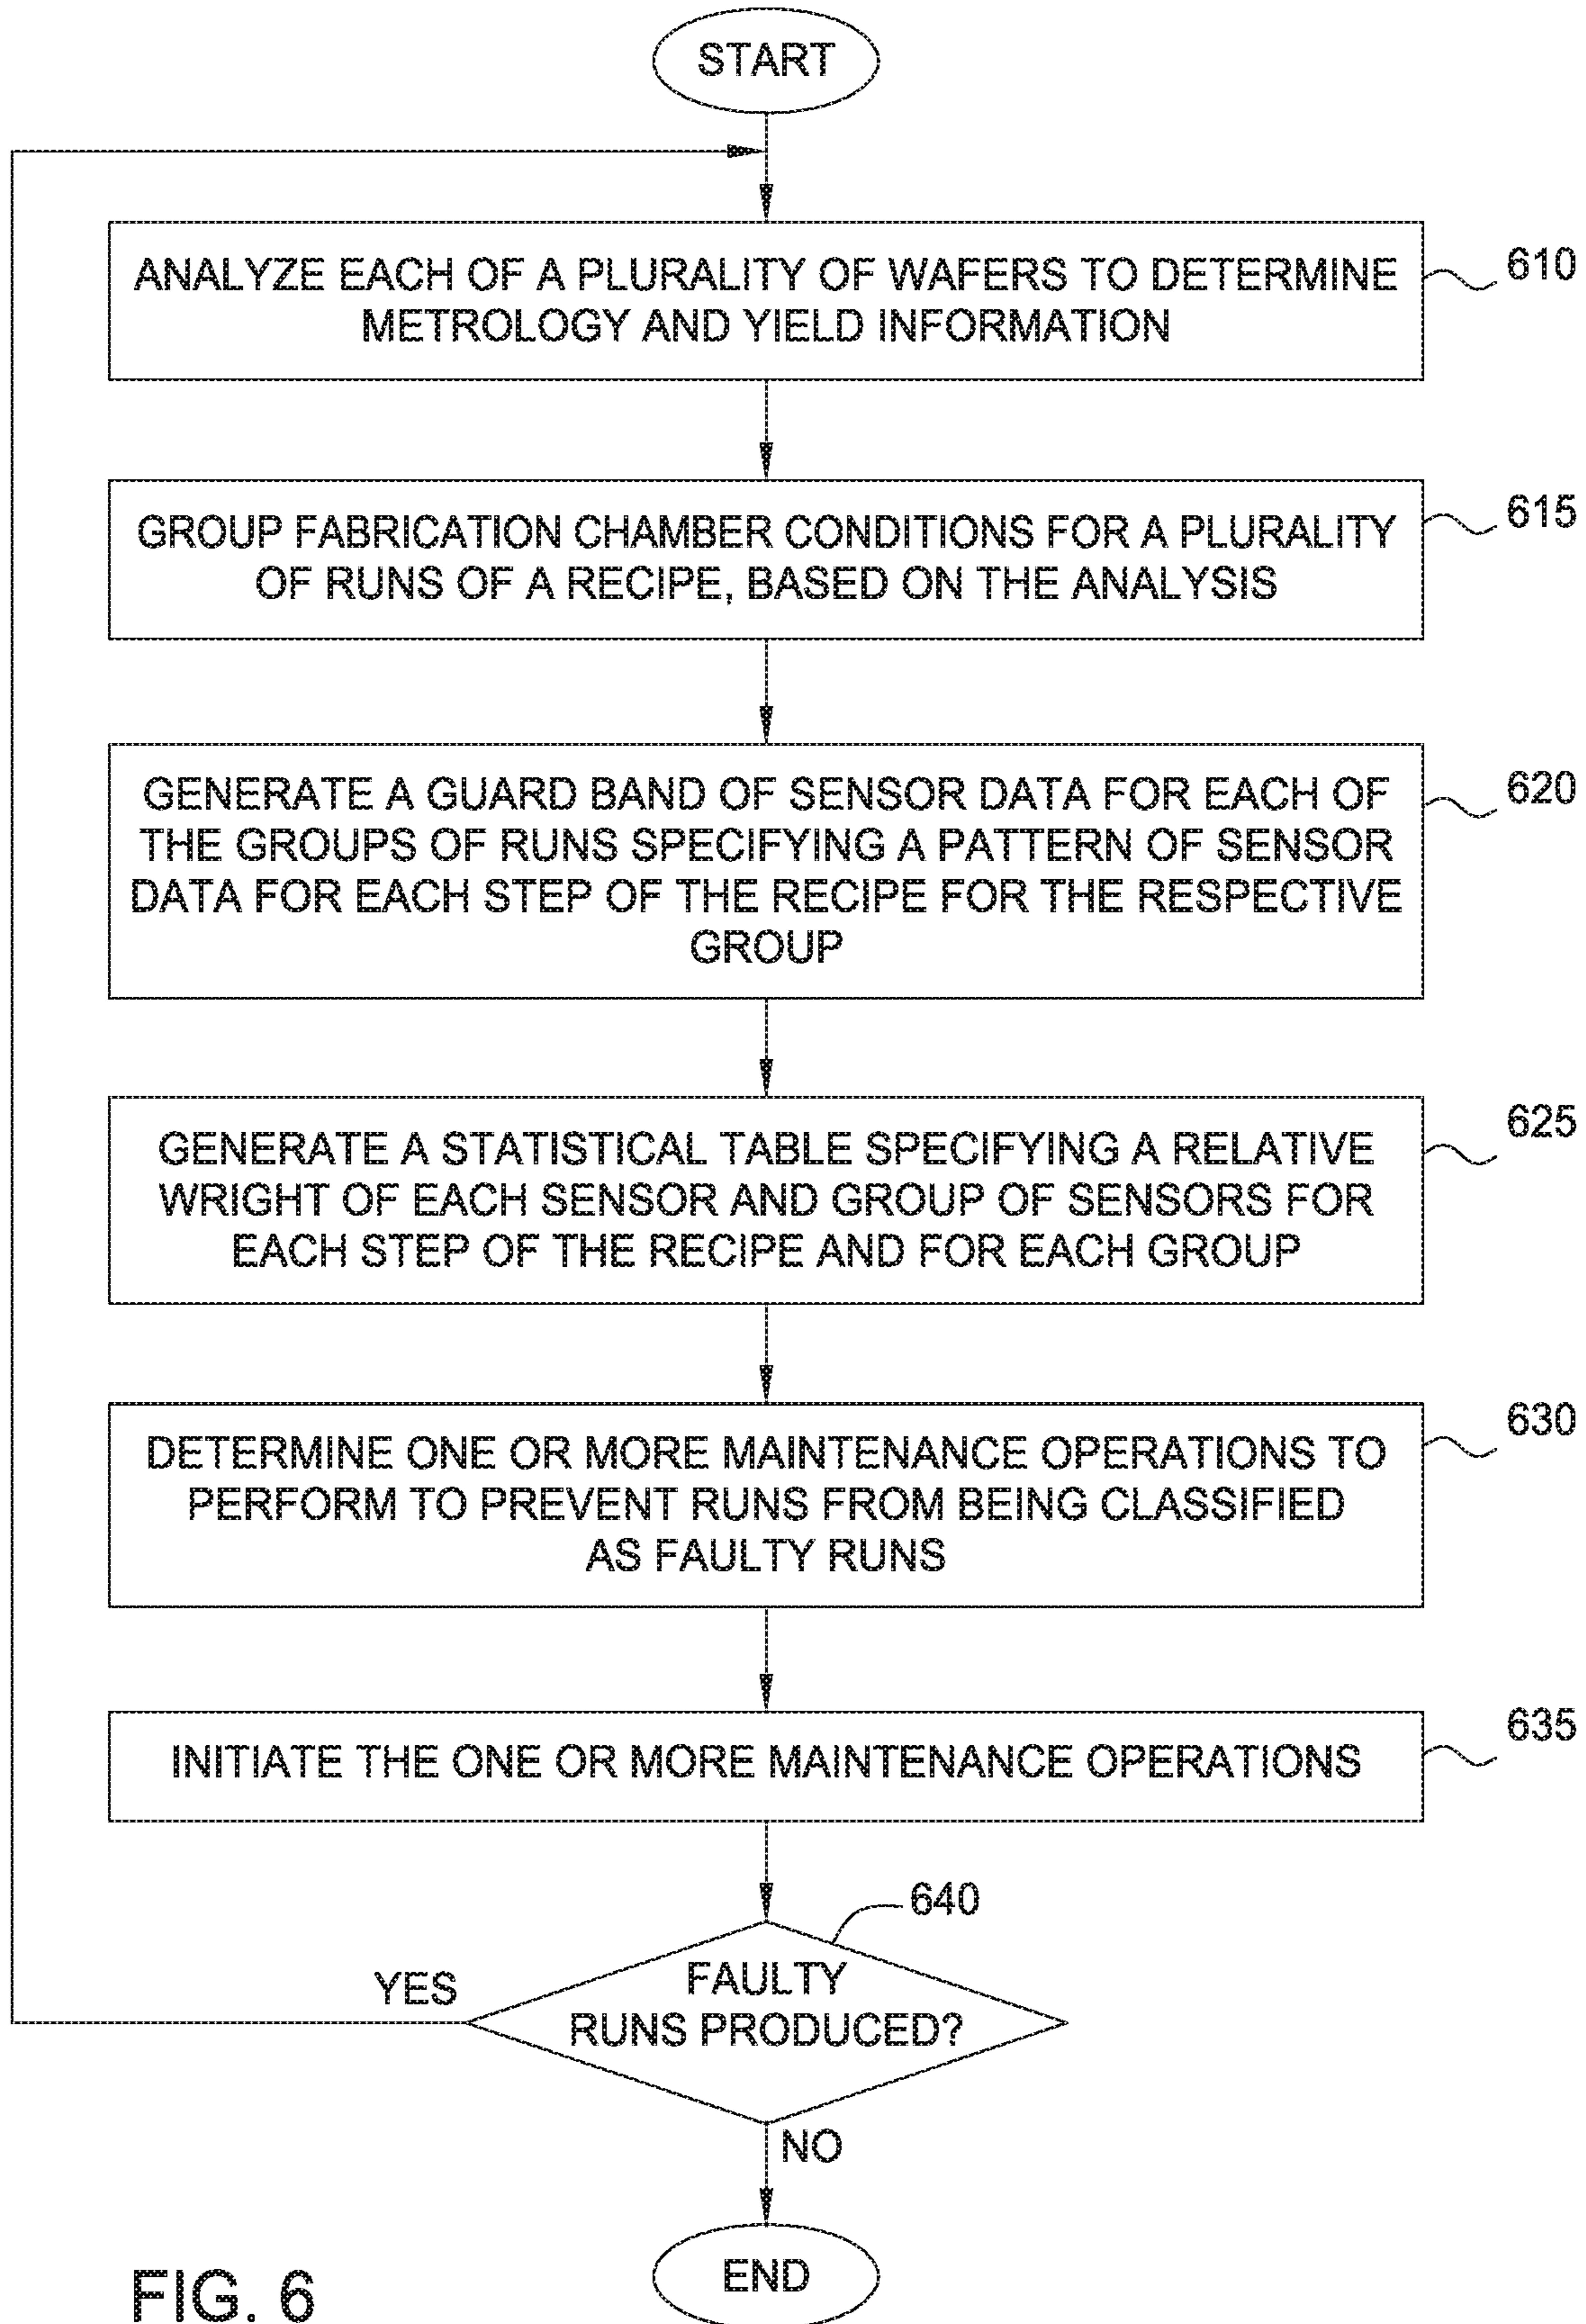 START
ANALYZE EACH OF A PLURALITY OF WAFERS TO DETERMINE
METROLOGY AND YIELD INFORMATION
610
GROUP FABRICATION CHAMBER CONDITIONS FOR A PLURALITY
OF RUNS OF A RECIPE, BASED ON THE ANALYSIS
615
GENERATE A GUARD BAND OF SENSOR DATA FOR EACH OF
THE GROUPS OF RUNS SPECIFYING A PATTERN OF SENSOR
DATA FOR EACH STEP OF THE RECIPE FOR THE RESPECTIVE
GROUP
620
GENERATE A STATISTICAL TABLE SPECIFYING A RELATIVE
WRIGHT OF EACH SENSOR AND GROUP OF SENSORS FOR
EACH STEP OF THE RECIPE AND FOR EACH GROUP
625
DETERMINE ONE OR MORE MAINTENANCE OPERATIONS TO
PERFORM TO PREVENT RUNS FROM BEING CLASSIFIED
AS FAULTY RUNS
630
INITIATE THE ONE OR MORE MAINTENANCE OPERATIONS
635
640
YES
FAULTY
RUNS PRODUCED?
NO
END
FIG. 6